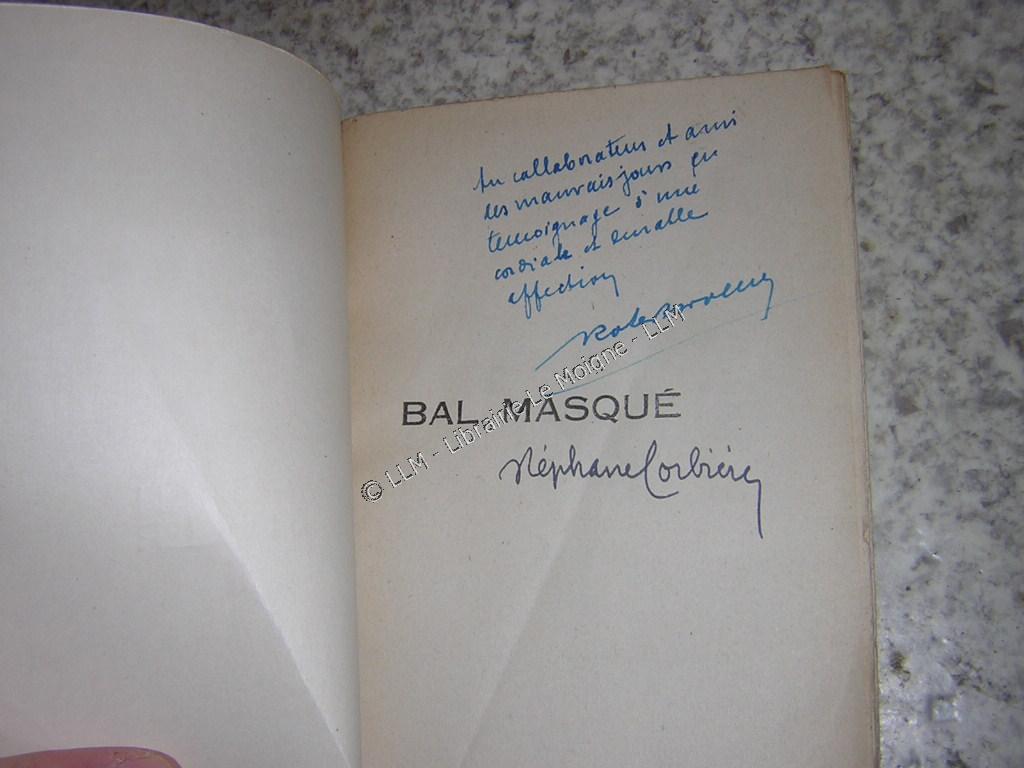 Au collaborateur et ami
des mauvais jours en
témoignage d'une
cordiale et durable
affection
BAL MASQUÉ
© LLM - Librairie Le Moigne - LLM
Stéphane Corbière